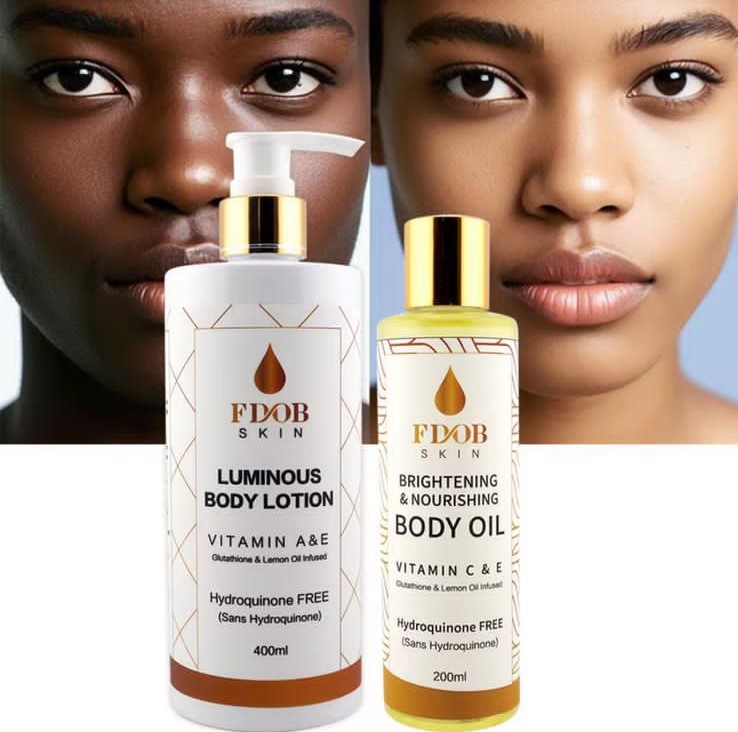 FDOB
SKIN
LUMINOUS
BODY LOTION
VITAMIN A&E
Glutathione & Lemon Oil Infused
Hydroquinone FREE
(Sans Hydroquinone)
400ml
FDOB
SKIN
BRIGHTENING
& NOURISHING
BODY OIL
VITAMIN C & E
Glutathione & Lemon Oil Infused
Hydroquinone FREE
(Sans Hydroquinone)
200ml